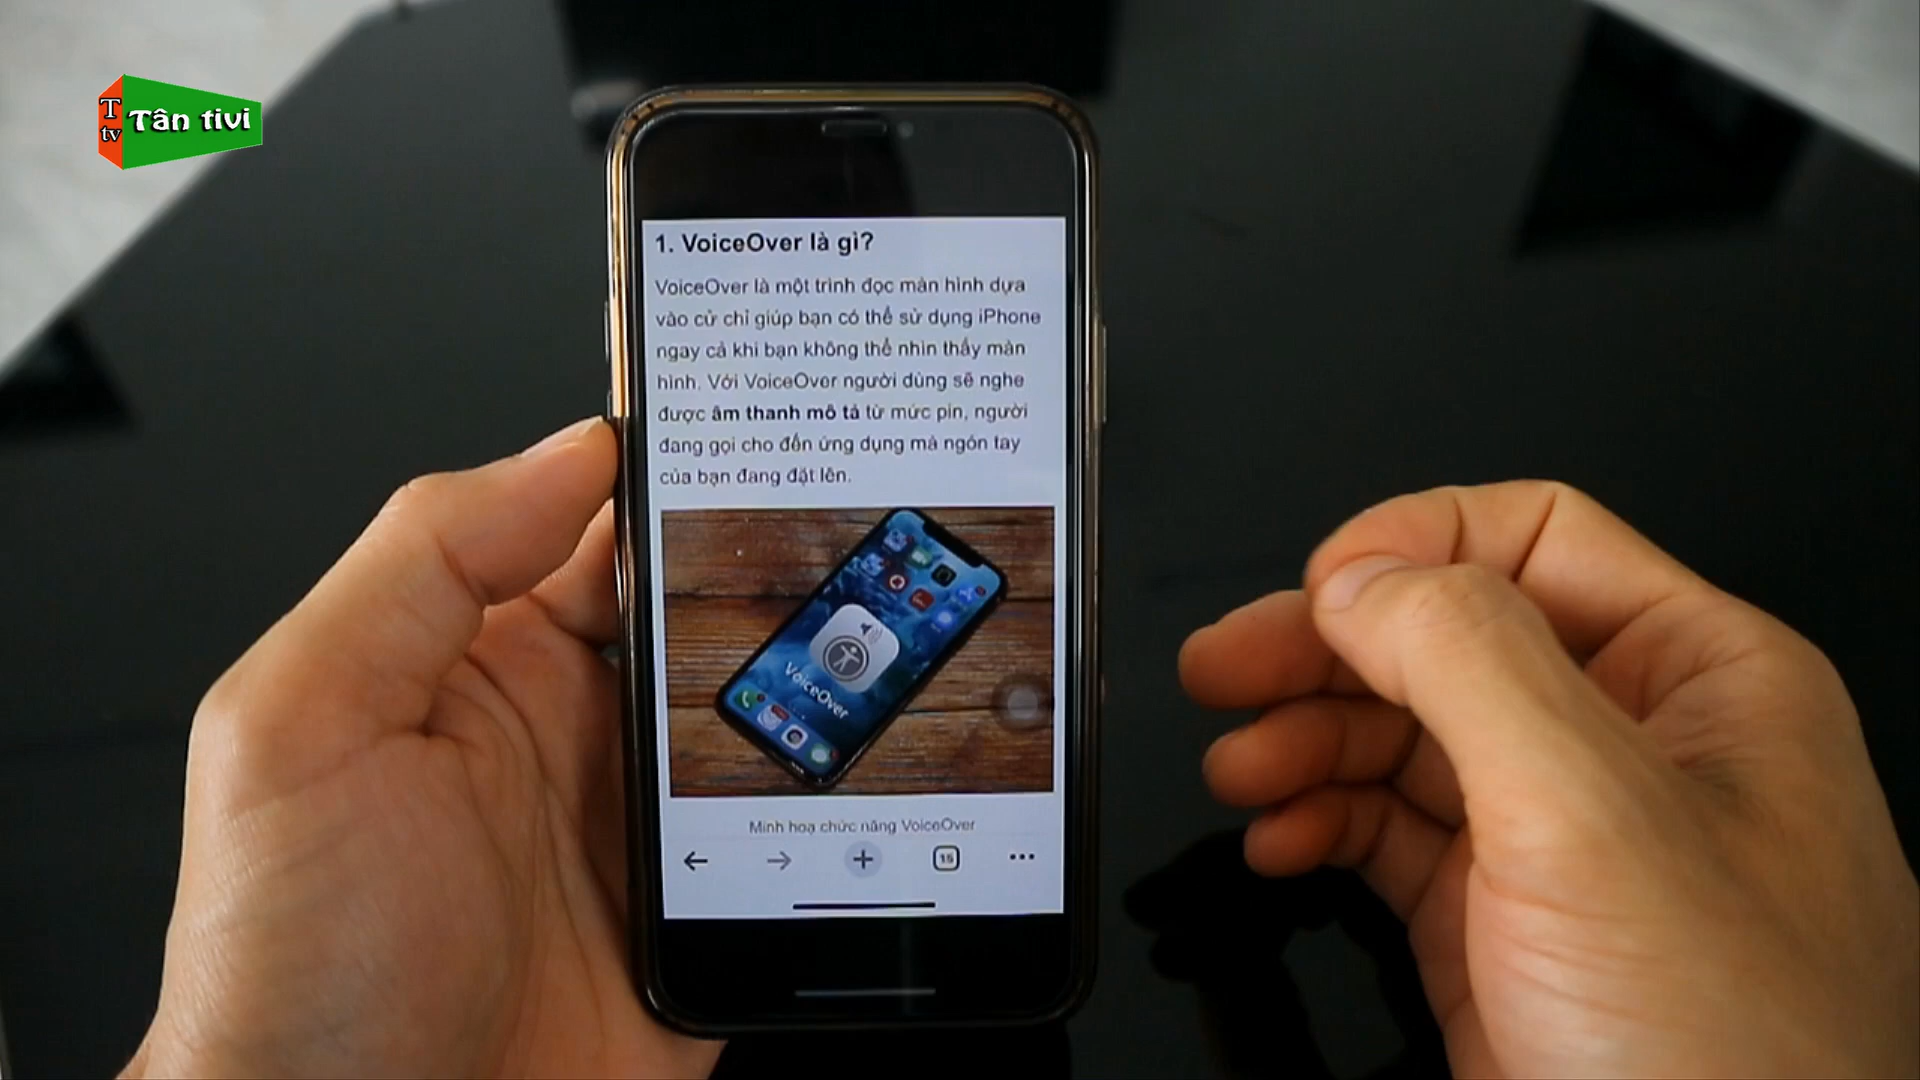 T
tv
Tân tivi
1. VoiceOver là gì?
VoiceOver là một trình đọc màn hình dựa
vào cử chỉ giúp bạn có thể sử dụng iPhone
ngay cả khi bạn không thể nhìn thấy màn
hình. Với VoiceOver người dùng sẽ nghe
được âm thanh mô tả từ mức pin, người
đang gọi cho đến ứng dụng mà ngón tay
của bạn đang đặt lên.
VoiceOver
Minh hoạ chức năng VoiceOver
15